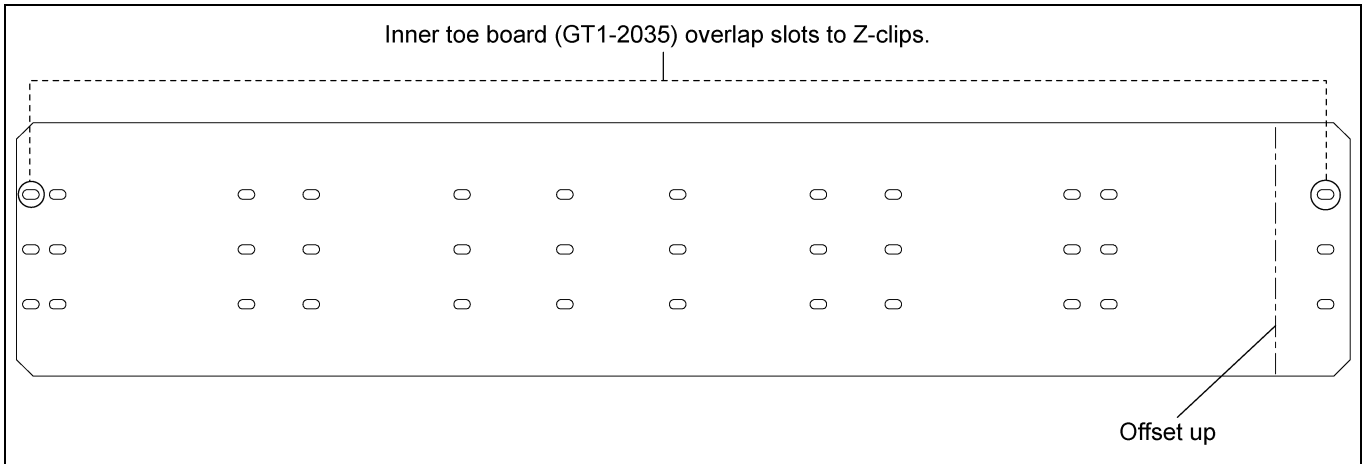 Inner toe board (GT1-2035) overlap slots to Z-clips.
Offset up